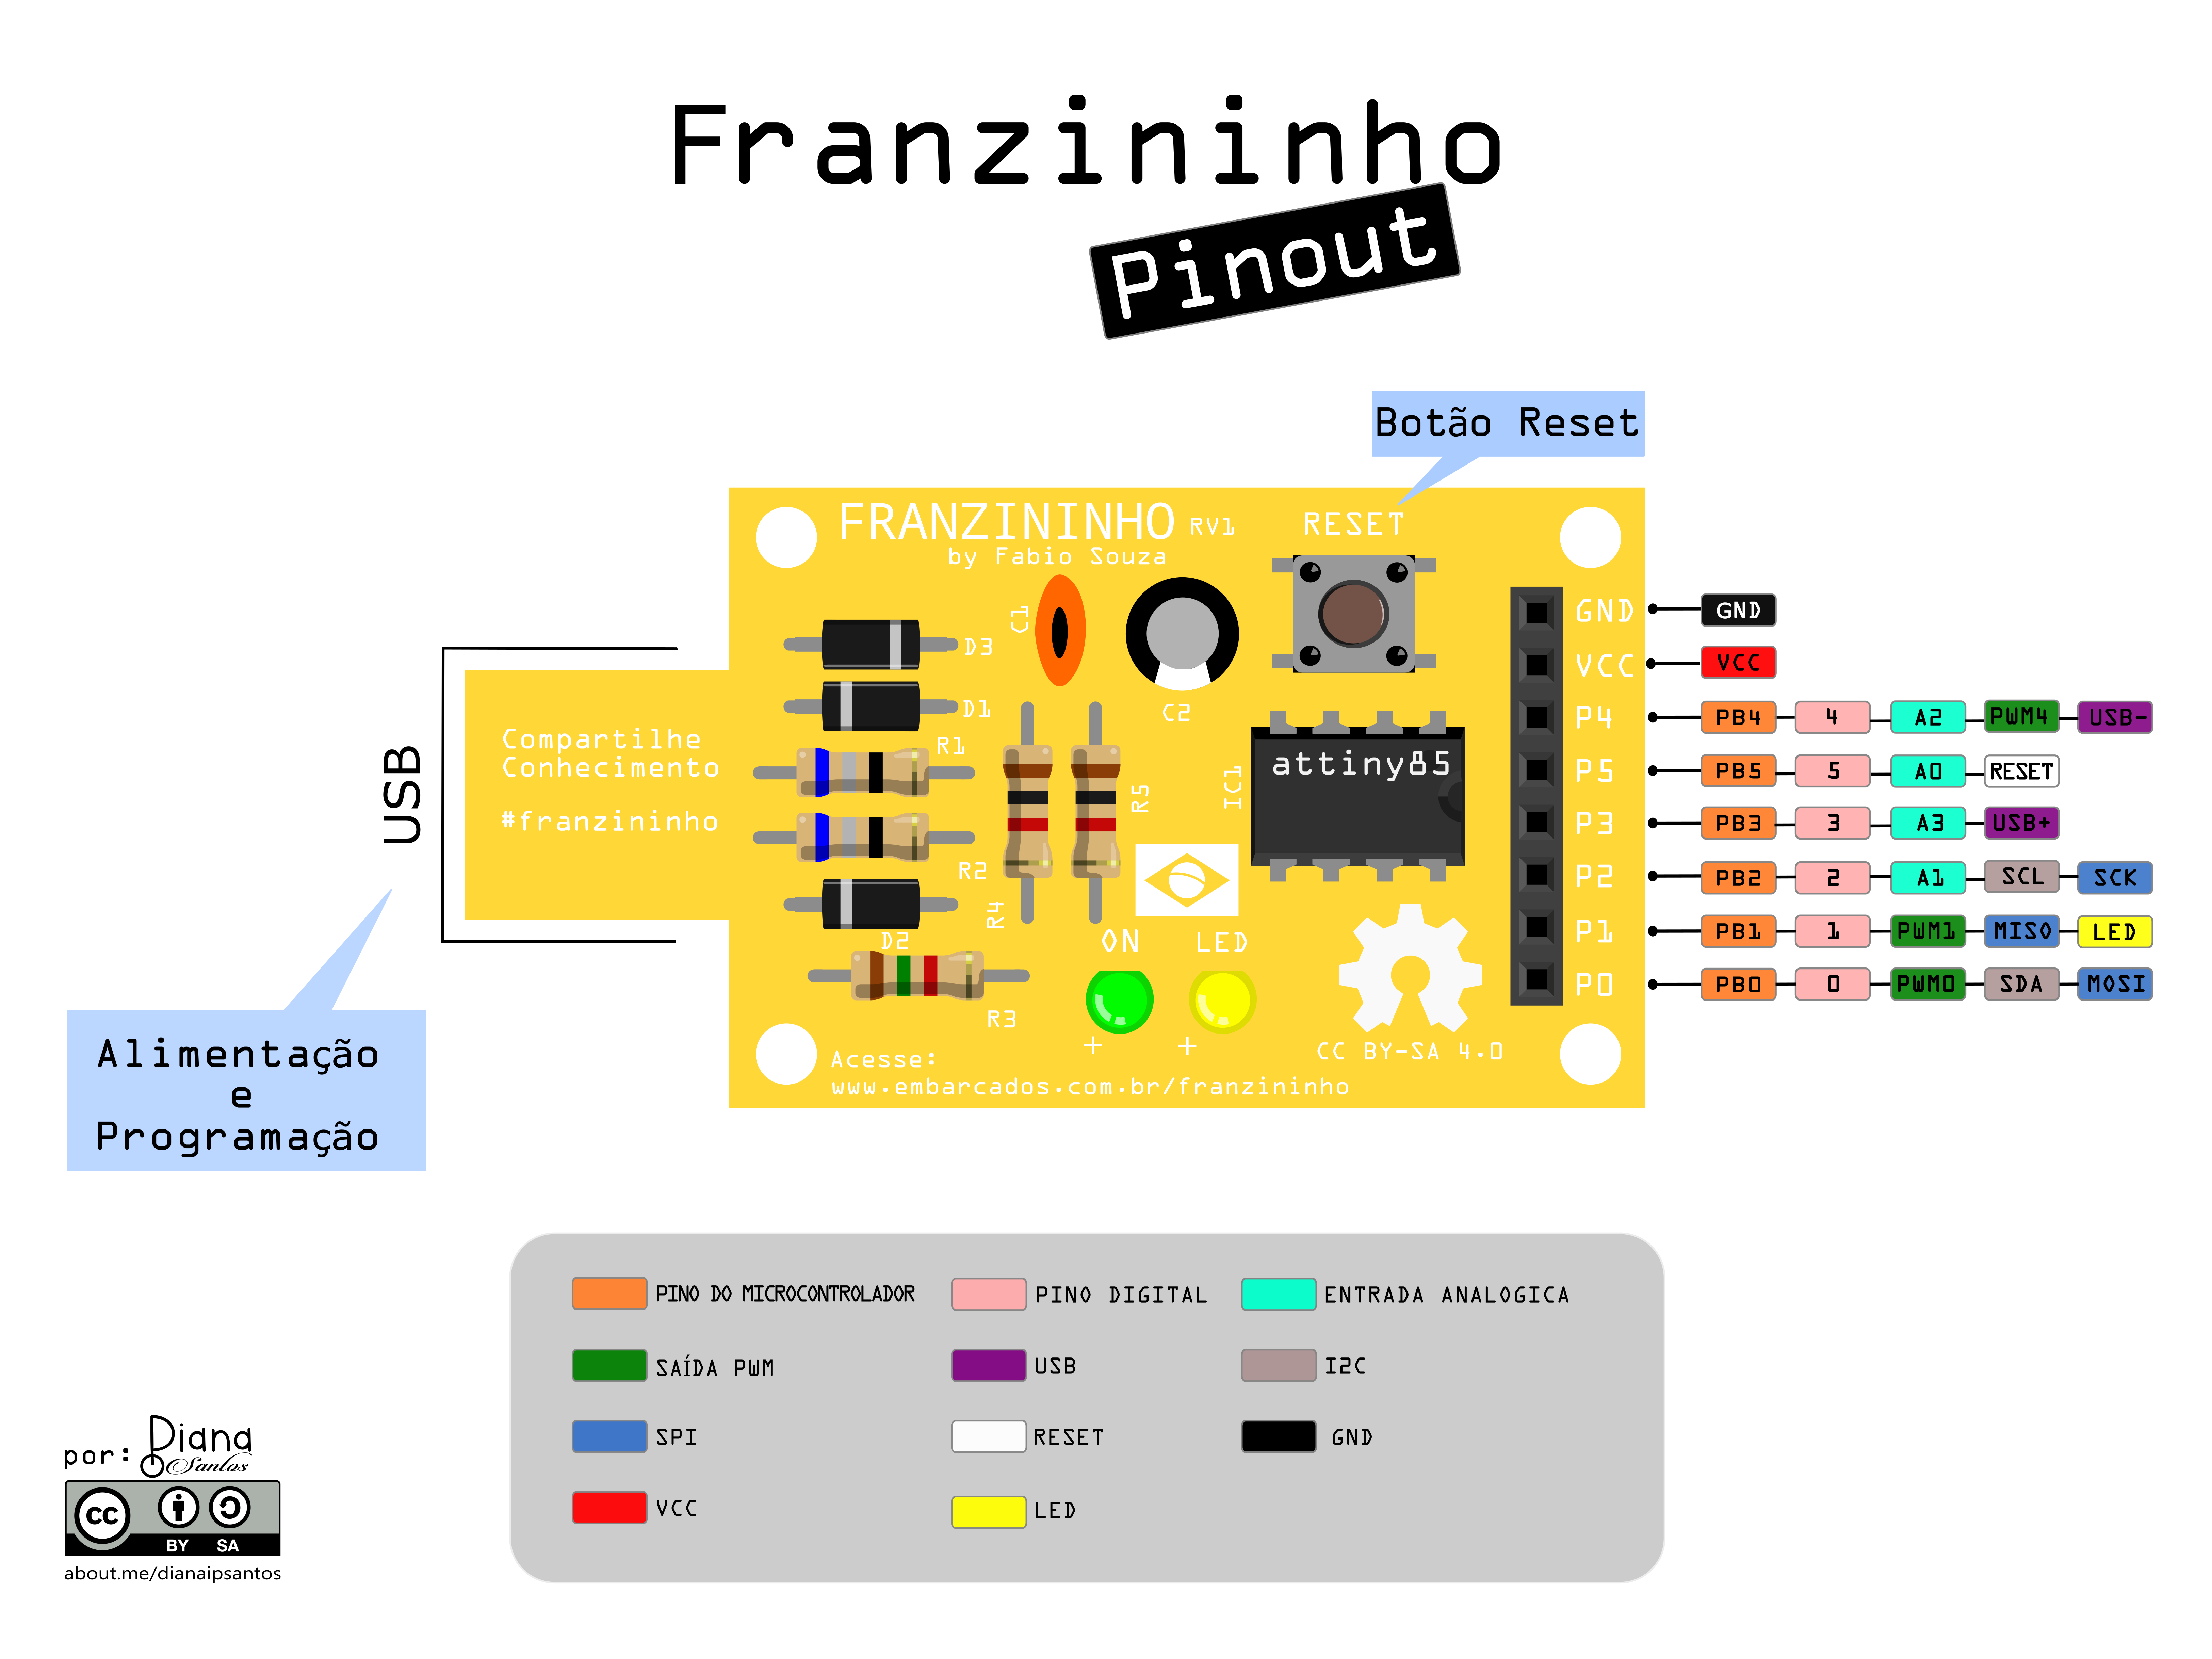 Franzininho
Pinout
Botão Reset
FRANZININHO RV1
by Fabio Souza
RESET
C1
C2
D3
D1
R1
R2
R4
R5
D2
R3
IC1
attiny85
ON
LED
+
+
Compartilhe
Conhecimento
#franzininho
USB
Alimentação
e
Programação
CC BY-SA 4.0
Acesse:
www.embarcados.com.br/franzininho
GND GND
VCC VCC
P4 PB4 4 A2 PWM4 USB-
P5 PB5 5 A0 RESET
P3 PB3 3 A3 USB+
P2 PB2 2 A1 SCL SCK
P1 PB1 1 PWM1 MISO LED
P0 PB0 0 PWM0 SDA MOSI
PINO DO MICROCONTROLADOR PINO DIGITAL ENTRADA ANALOGICA
SAÍDA PWM USB I2C
SPI RESET GND
VCC LED
por: Diana
Santos
cc
BY SA
about.me/dianaipsantos